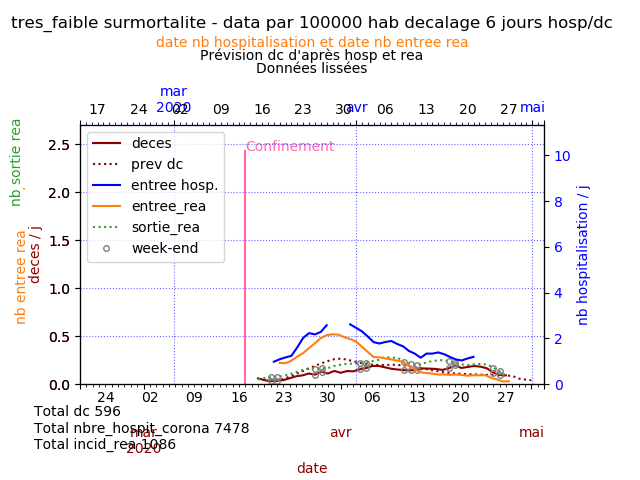 tres_faible surmortalite - data par 100000 hab decalage 6 jours hosp/dc
date nb hospitalisation et date nb entree rea
Prévision dc d'après hosp et rea
Données lissées
mar avr mai
2020
17 24 02 09 16 23 30 06 13 20 27
Confinement
deces
prev dc
entree hosp.
entree_rea
sortie_rea
week-end
nb sortie rea
nb entree rea
deces / j
nb hospitalisation / j
2.5
2.0
1.5
1.0
0.5
0.0
10
8
6
4
2
0
24 02 09 16 23 30 06 13 20 27
mar avr mai
2020
Total dc 596
Total nbre_hospit_corona 7478
Total incid_rea 1086
date